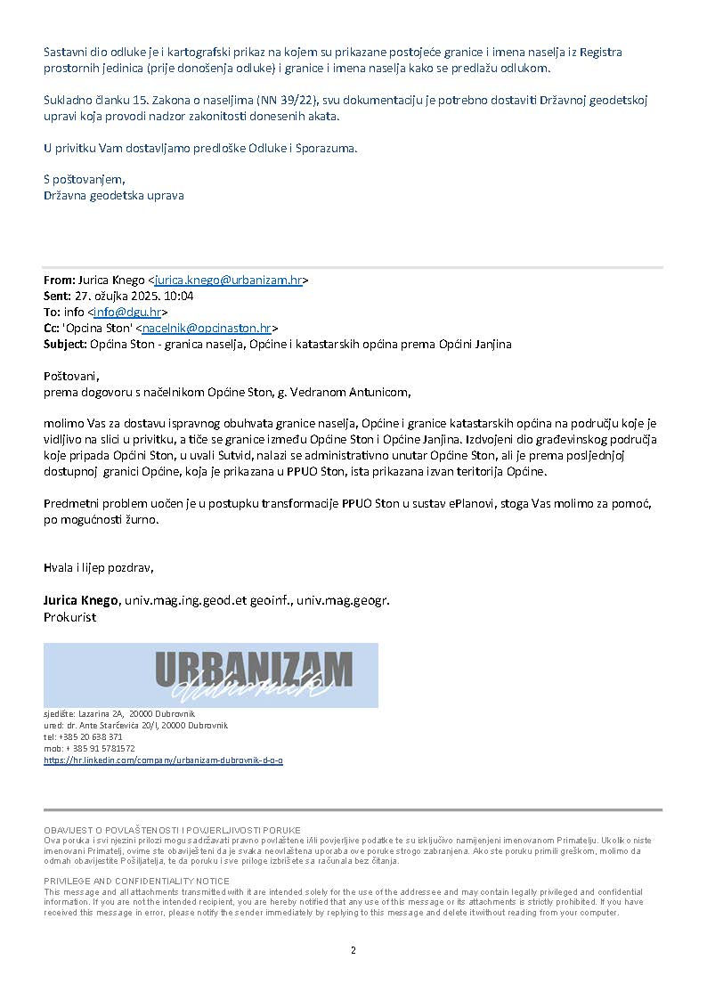 Sastavni dio odluke je i kartografski prikaz na kojem su prikazane postojeće granice i imena naselja iz Registra
prostornih jedinica (prije donošenja odluke) i granice i imena naselja kako se predlažu odlukom.
Sukladno članku 15. Zakona o naseljima (NN 39/22), svu dokumentaciju je potrebno dostaviti Državnoj geodetskoj
upravi koja provodi nadzor zakonitosti donesenih akata.
U privitku Vam dostavljamo predloške Odluke i Sporazuma.
S poštovanjem,
Državna geodetska uprava
From: Jurica Knego <jurica.knego@urbanizam.hr>
Sent: 27. ožujka 2025. 10:04
To: info <info@dgu.hr>
Cc: 'Opcina Ston' <nacelnik@opcinaston.hr>
Subject: Općina Ston - granica naselja, Općine i katastarskih općina prema Općini Janjina
Poštovani,
prema dogovoru s načelnikom Općine Ston, g. Vedranom Antunicom,
molimo Vas za dostavu ispravnog obuhvata granice naselja, Općine i granice katastarskih općina na području koje je
vidljivo na slici u privitku, a tiče se granice između Općine Ston i Općine Janjina. Izdvojeni dio građevinskog područja
koje pripada Općini Ston, u uvali Sutvid, nalazi se administrativno unutar Općine Ston, ali je prema posljednjoj
dostupnoj granici Općine, koja je prikazana u PPUO Ston, ista prikazana izvan teritorija Općine.
Predmetni problem uočen je u postupku transformacije PPUO Ston u sustav ePlanovi, stoga Vas molimo za pomoć,
po mogućnosti žurno.
Hvala i lijep pozdrav,
Jurica Knego, univ.mag.ing.geod.et geoinf., univ.mag.geogr.
Prokurist
URBANIZAM
dubrovnik
sjedište: Lazarina 2A, 20000 Dubrovnik
ured: dr. Ante Starčevića 20/I, 20000 Dubrovnik
tel: +385 20 638 371
mob: + 385 91 5781572
https://hr.linkedin.com/company/urbanizam-dubrovnik-d-o-o
OBAVIJEST O POVLAŠTENOSTI I POVJERLJIVOSTI PORUKE
Ova poruka i svi njezini prilozi mogu sadržavati pravno povlaštene i/ili povjerljive podatke te su isključivo namijenjeni imenovanom Primatelju. Ukoliko niste
imenovani Primatelj, ovime ste obaviješteni da je svaka neovlaštena uporaba ove poruke strogo zabranjena. Ako ste poruku primili greškom, molimo da
odmah obavijestite Pošiljatelja, te da poruku i sve priloge izbrišete sa računala bez čitanja.
PRIVILEGE AND CONFIDENTIALITY NOTICE
This message and all attachments transmitted with it are intended solely for the use of the addressee and may contain legally privileged and confidential
information. If you are not the intended recipient, you are hereby notified that any use of this message or its attachments is strictly prohibited. If you have
received this message in error, please notify the sender immediately by replying to this message and delete it without reading from your computer.
2